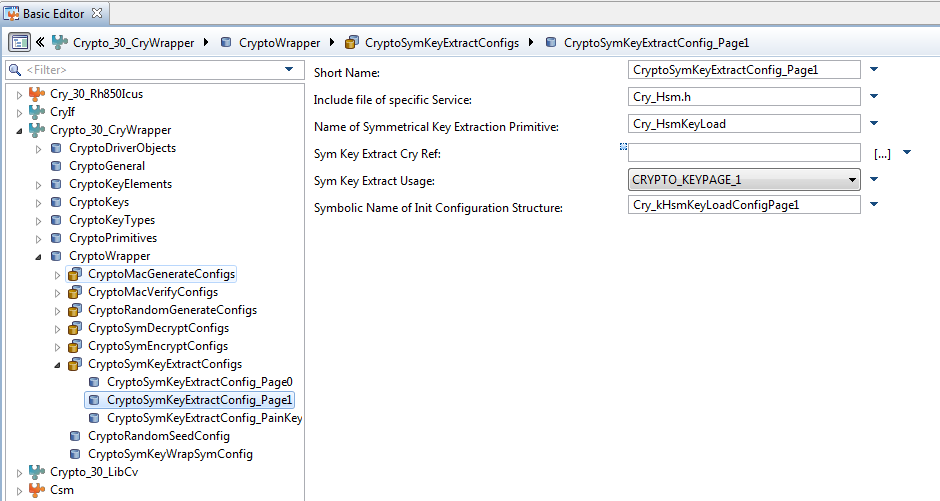 Basic Editor
Crypto_30_CryWrapper CryptoWrapper CryptoSymKeyExtractConfigs CryptoSymKeyExtractConfig_Page1
<Filter>
Cry_30_Rh850Icus
CryIf
Crypto_30_CryWrapper
CryptoDriverObjects
CryptoGeneral
CryptoKeyElements
CryptoKeys
CryptoKeyTypes
CryptoPrimitives
CryptoWrapper
CryptoMacGenerateConfigs
CryptoMacVerifyConfigs
CryptoRandomGenerateConfigs
CryptoSymDecryptConfigs
CryptoSymEncryptConfigs
CryptoSymKeyExtractConfigs
CryptoSymKeyExtractConfig_Page0
CryptoSymKeyExtractConfig_Page1
CryptoSymKeyExtractConfig_PainKey
CryptoRandomSeedConfig
CryptoSymKeyWrapSymConfig
Crypto_30_LibCv
Csm
Short Name: CryptoSymKeyExtractConfig_Page1
Include file of specific Service: Cry_Hsm.h
Name of Symmetrical Key Extraction Primitive: Cry_HsmKeyLoad
Sym Key Extract Cry Ref: [...]
Sym Key Extract Usage: CRYPTO_KEYPAGE_1
Symbolic Name of Init Configuration Structure: Cry_kHsmKeyLoadConfigPage1